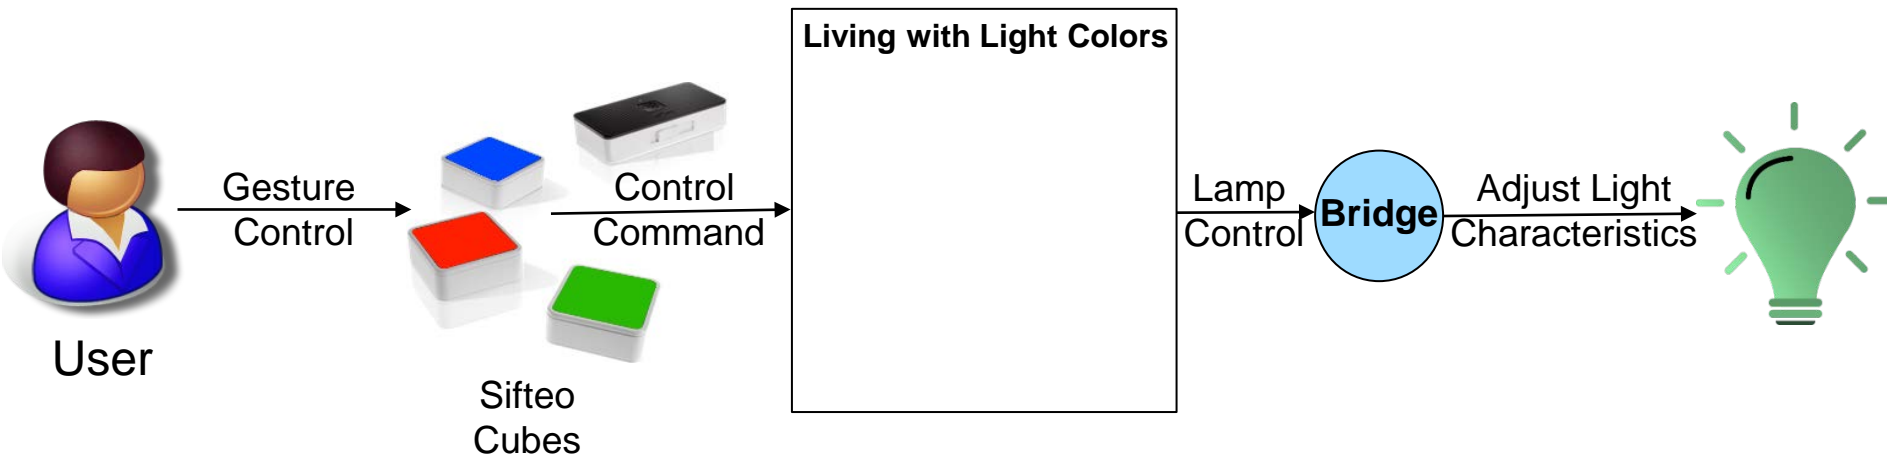 Living with Light Colors
Gesture
Control
Control
Command
Lamp
Control
Bridge
Adjust Light
Characteristics
User
Sifteo
Cubes